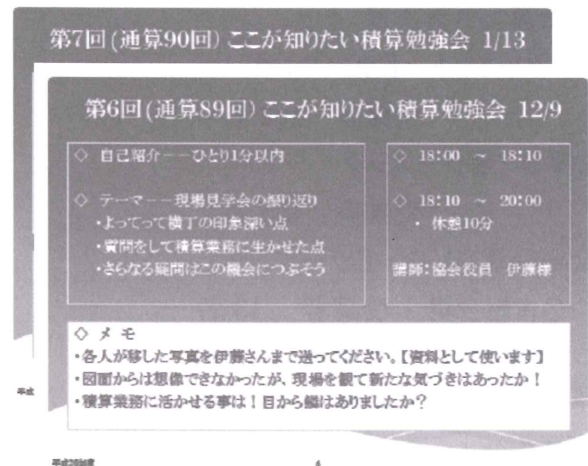 第7回(通算90回) ここが知りたい積算勉強会 1/13
第6回(通算89回) ここが知りたい積算勉強会 12/9
◇ 自己紹介――ひとり1分以内
◇ テーマ――現場見学会の振り返り
・よってって横丁の印象深い点
・質問をして積算業務に生かせた点
・さらなる疑問はこの機会につぶそう
◇ 18:00 ~ 18:10
◇ 18:10 ~ 20:00
・ 休憩10分
講師:協会役員 伊藤様
◇ メ モ
・各人が移した写真を伊藤さんまで送ってください。【資料として使います】
・図面からは想像できなかったが、現場を観て新たな気づきはあったか!
・積算業務に活かせる事は!目から鱗はありましたか?
平成